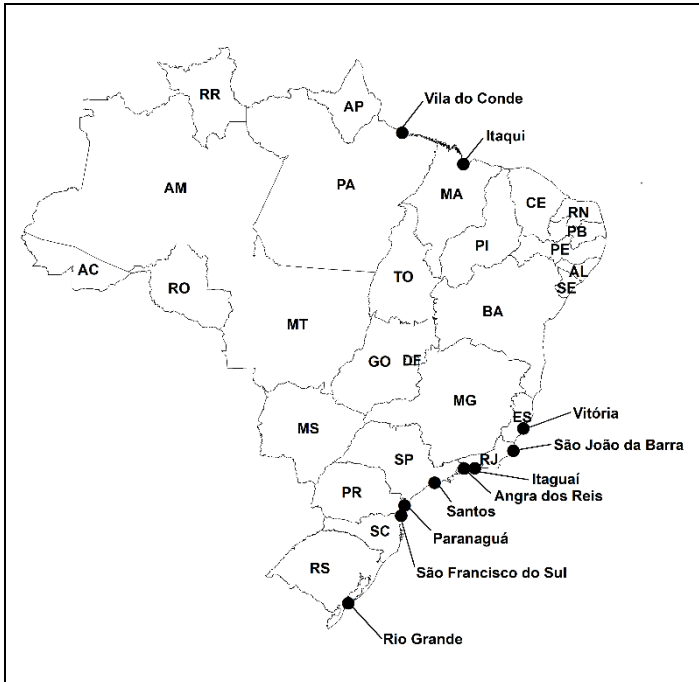 RR
AP
Vila do Conde
Itaqui
AM
PA
MA
CE
RN
PB
PI
PE
AL
SE
AC
RO
TO
BA
MT
GO
DF
MG
MS
ES
Vitória
São João da Barra
SP
RJ
Itaguaí
Angra dos Reis
PR
Santos
Paranaguá
SC
São Francisco do Sul
RS
Rio Grande